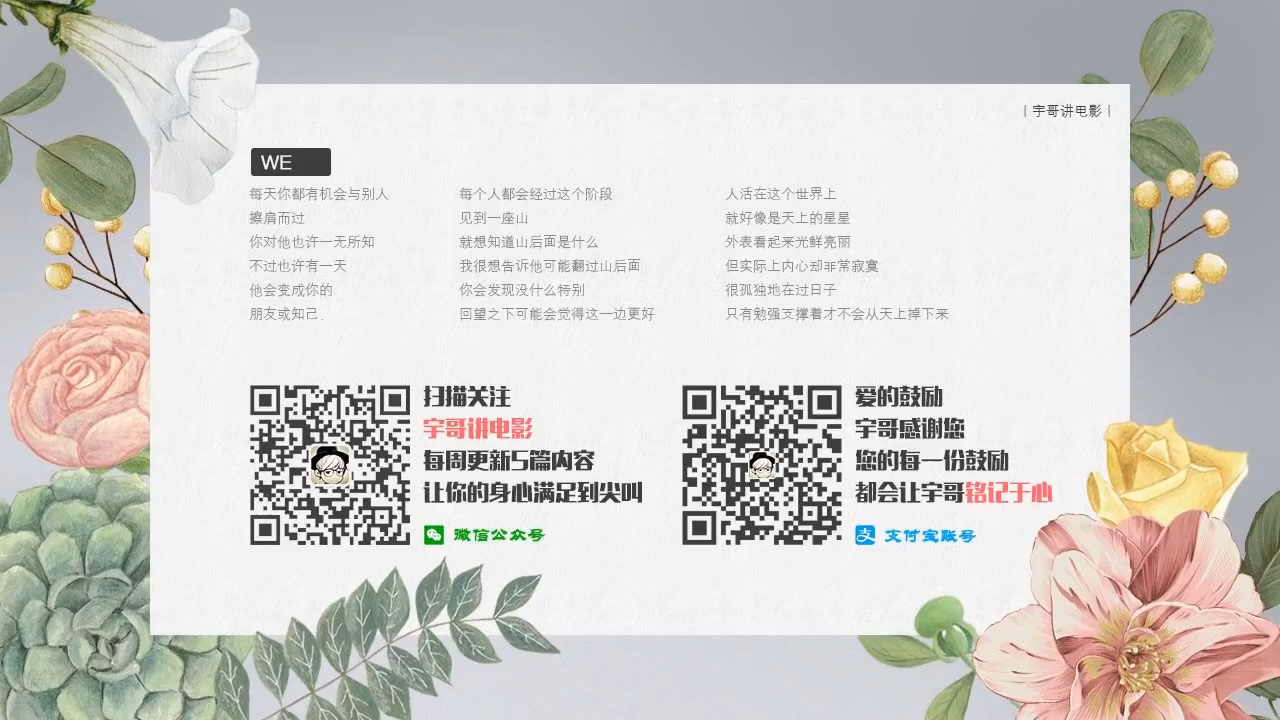 | 宇哥讲电影 |
WE
每天你都有机会与别人
擦肩而过
你对他也许一无所知
不过也许有一天
他会变成你的
朋友或知己.
每个人都会经过这个阶段
见到一座山
就想知道山后面是什么
我很想告诉他可能翻过山后面
你会发现没什么特别
回望之下可能会觉得这一边更好
人活在这个世界上
就好像是天上的星星
外表看起来光鲜亮丽
但实际上内心却非常寂寞
很孤独地在过日子
只有勉强支撑着才不会从天上掉下来
扫描关注
宇哥讲电影
每周更新5篇内容
让你的身心满足到尖叫
微信公众号
爱的鼓励
宇哥感谢您
您的每一份鼓励
都会让宇哥铭记于心
支 支付宝账号